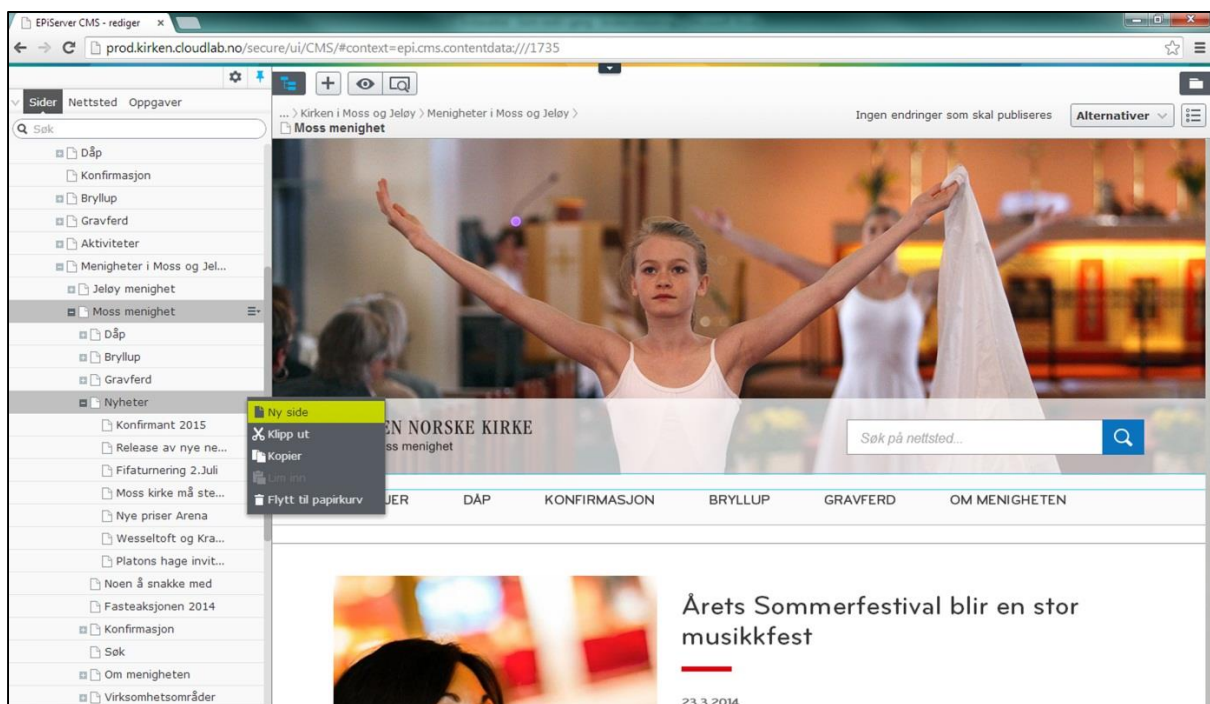 EPiServer CMS - rediger
prod.kirken.cloudlab.no/secure/ui/CMS/#context=epi.cms.contentdata:///1735
Sider Nettsted Oppgaver
Søk
Dåp
Konfirmasjon
Bryllup
Gravferd
Aktiviteter
Menigheter i Moss og Jel...
Jeløy menighet
Moss menighet
Dåp
Bryllup
Gravferd
Nyheter
Konfirmant 2015
Release av nye ne...
Fifaturnering 2.Juli
Moss kirke må ste...
Nye priser Arena
Wesseltoft og Kra...
Platons hage invit...
Noen å snakke med
Fasteaksjonen 2014
Konfirmasjon
Søk
Om menigheten
Virksomhetsområder
Ny side
Klipp ut
Kopier
Lim inn
Flytt til papirkurv
... > Kirken i Moss og Jeløy > Menigheter i Moss og Jeløy >
Moss menighet
Ingen endringer som skal publiseres
Alternativer
EN NORSKE KIRKE
ss menighet
Søk på nettsted...
UER DÅP KONFIRMASJON BRYLLUP GRAVFERD OM MENIGHETEN
Årets Sommerfestival blir en stor
musikkfest
23.3.2014